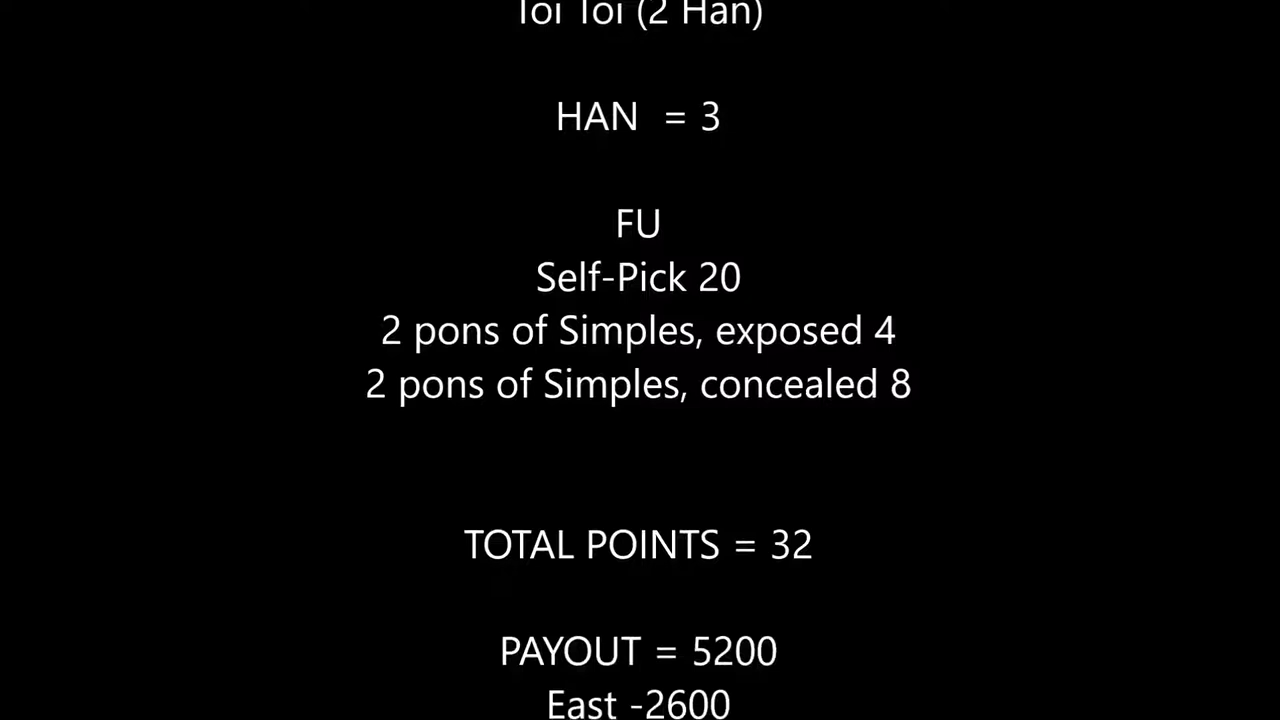 Toi Toi (2 Han)
HAN = 3
FU
Self-Pick 20
2 pons of Simples, exposed 4
2 pons of Simples, concealed 8
TOTAL POINTS = 32
PAYOUT = 5200
East -2600